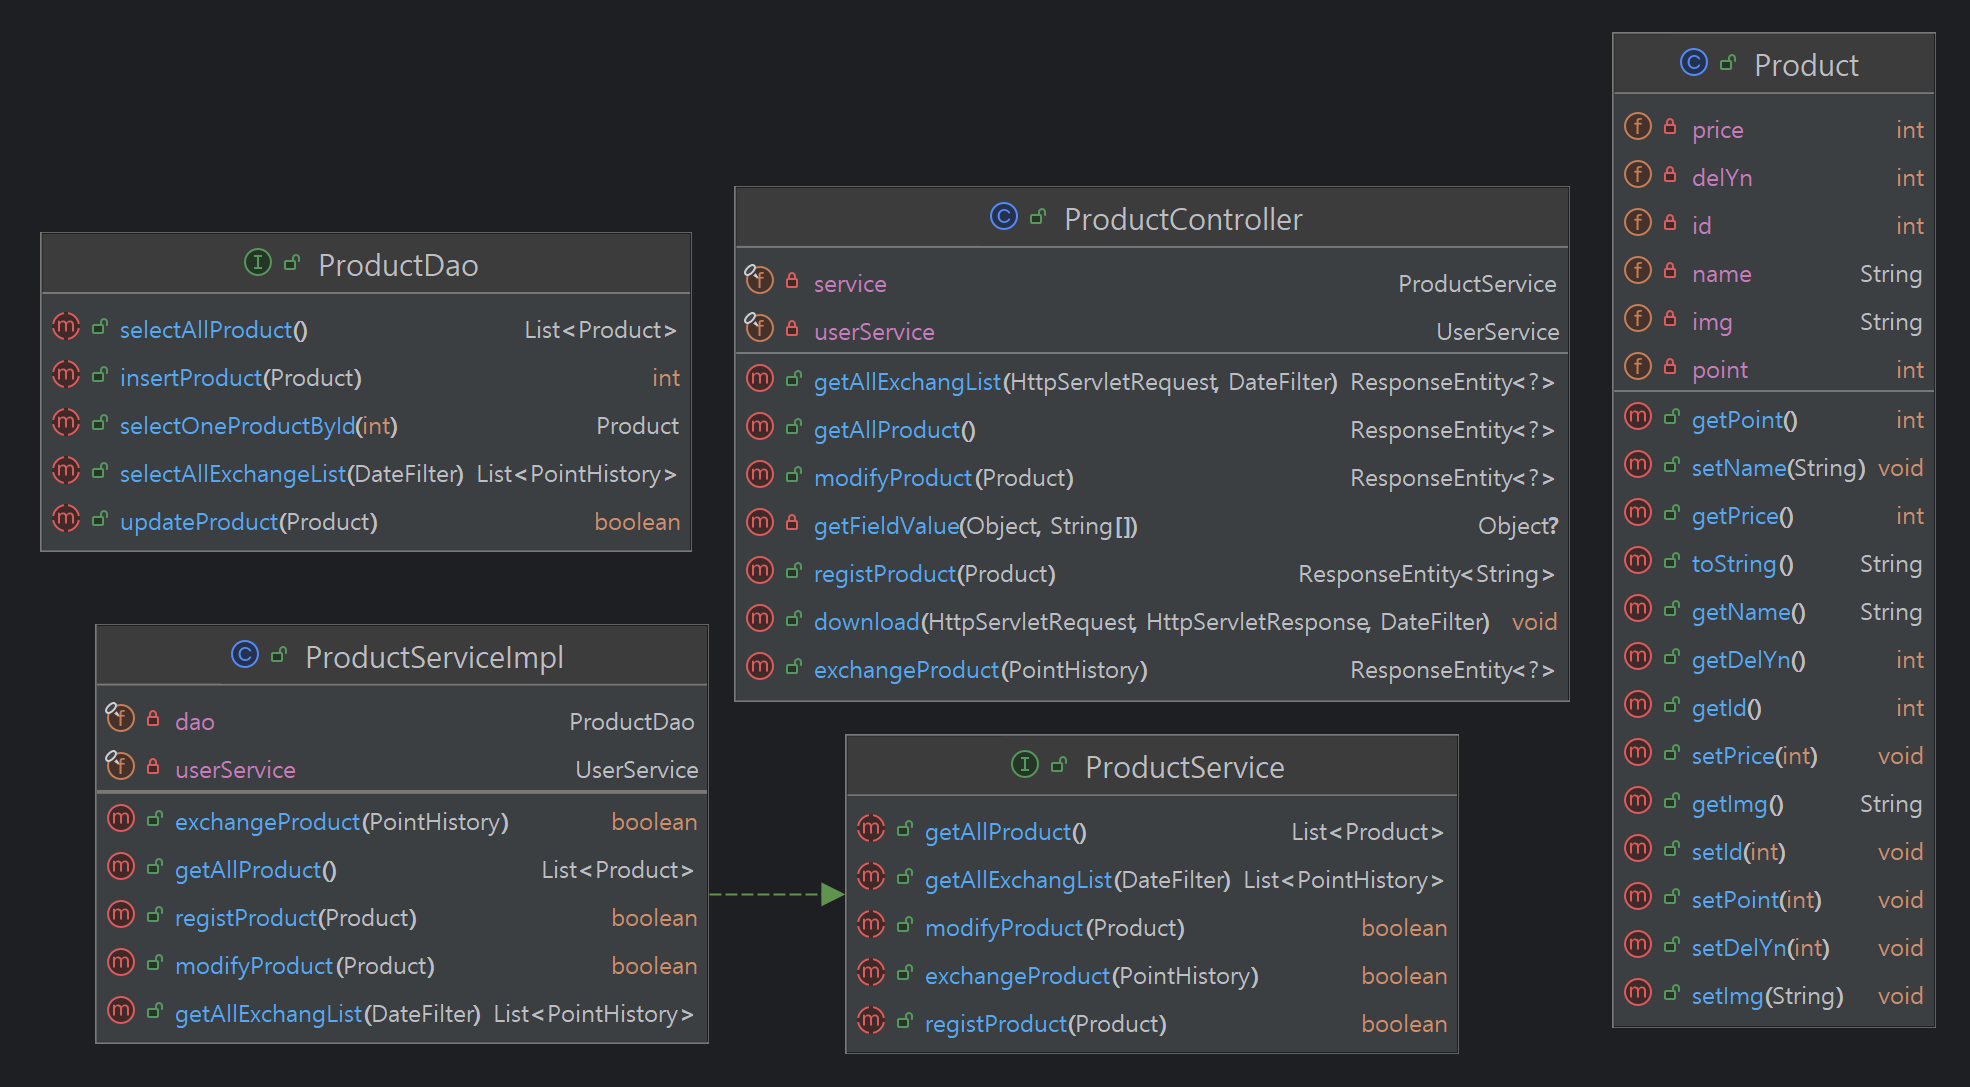 ProductDao
selectAllProduct() List<Product>
insertProduct(Product) int
selectOneProductById(int) Product
selectAllExchangeList(DateFilter) List<PointHistory>
updateProduct(Product) boolean
ProductController
service ProductService
userService UserService
getAllExchangList(HttpServletRequest, DateFilter) ResponseEntity<?>
getAllProduct() ResponseEntity<?>
modifyProduct(Product) ResponseEntity<?>
getFieldValue(Object, String[]) Object?
registProduct(Product) ResponseEntity<String>
download(HttpServletRequest, HttpServletResponse, DateFilter) void
exchangeProduct(PointHistory) ResponseEntity<?>
Product
price int
delYn int
id int
name String
img String
point int
getPoint() int
setName(String) void
getPrice() int
toString() String
getName() String
getDelYn() int
getId() int
setPrice(int) void
getImg() String
setId(int) void
setPoint(int) void
setDelYn(int) void
setImg(String) void
ProductServiceImpl
dao ProductDao
userService UserService
exchangeProduct(PointHistory) boolean
getAllProduct() List<Product>
registProduct(Product) boolean
modifyProduct(Product) boolean
getAllExchangList(DateFilter) List<PointHistory>
ProductService
getAllProduct() List<Product>
getAllExchangList(DateFilter) List<PointHistory>
modifyProduct(Product) boolean
exchangeProduct(PointHistory) boolean
registProduct(Product) boolean